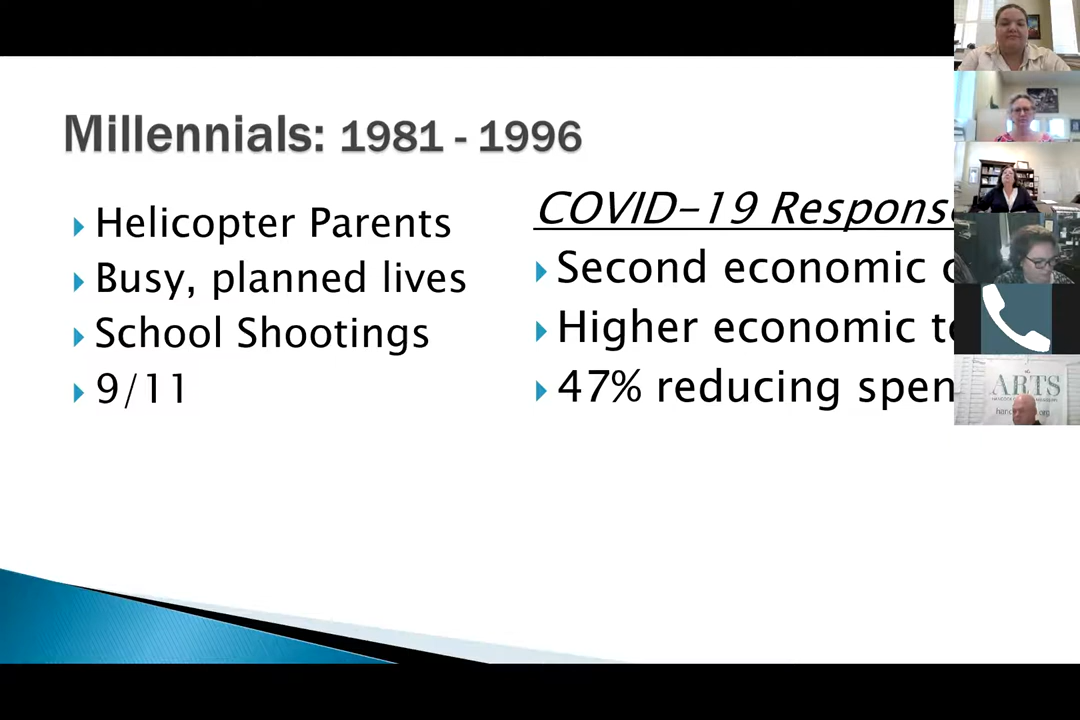 Millennials: 1981 - 1996
Helicopter Parents
Busy, planned lives
School Shootings
9/11
COVID-19 Respons
Second economic
Higher economic
47% reducing
ARTS